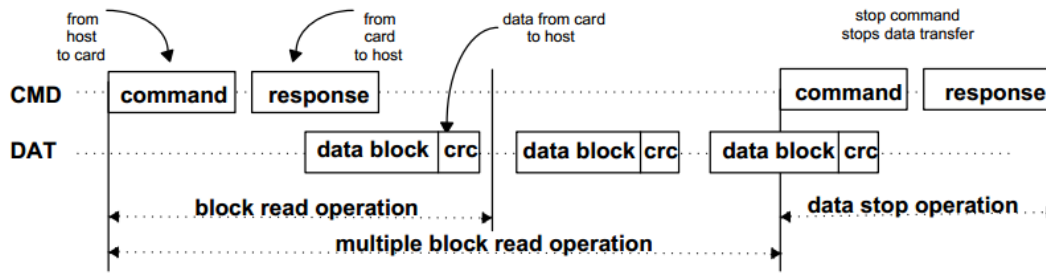 from
host
to card
from
card
to host
data from card
to host
stop command
stops data transfer
CMD
command
response
command
response
DAT
data block
crc
data block
crc
data block
crc
block read operation
data stop operation
multiple block read operation